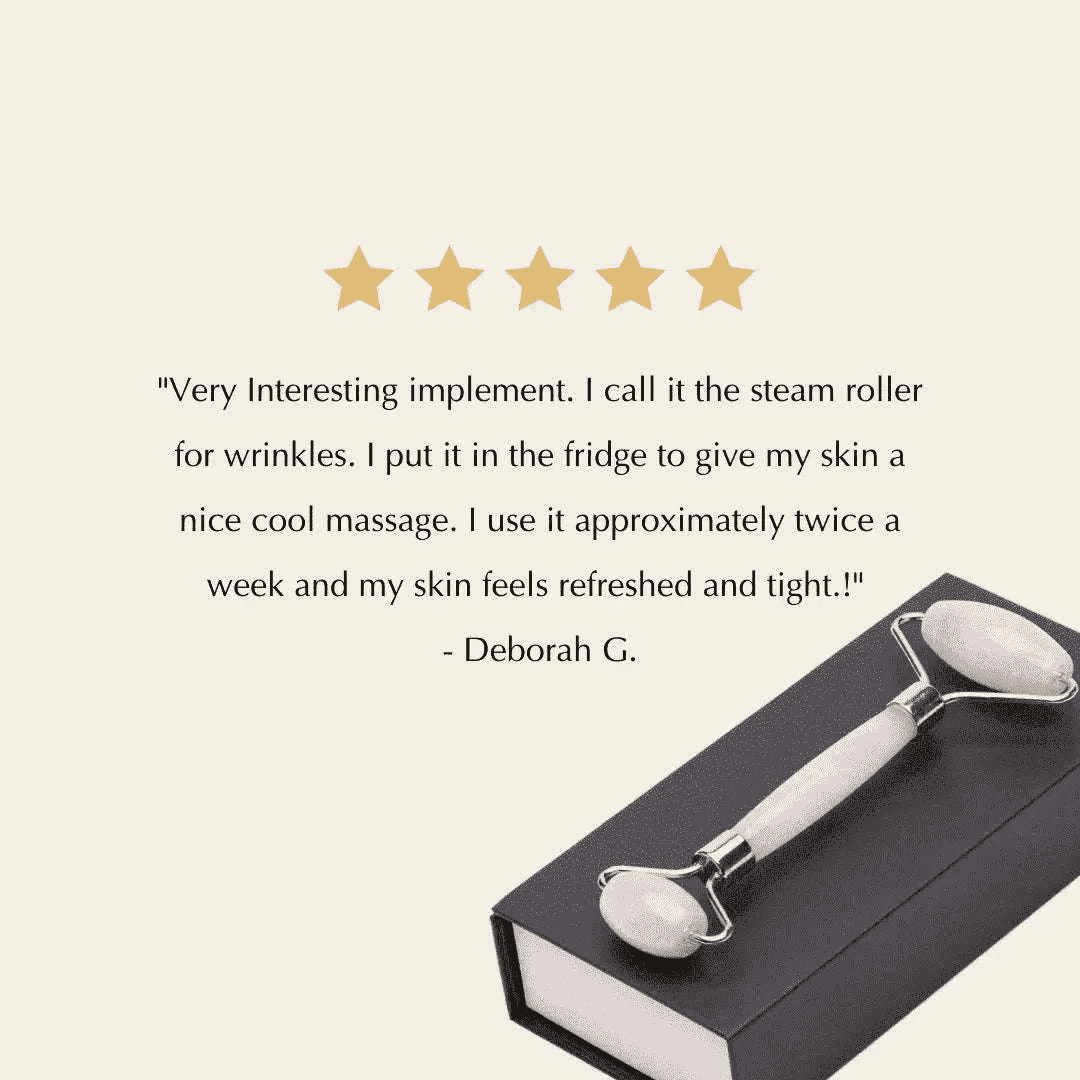 "Very Interesting implement. I call it the steam roller
for wrinkles. I put it in the fridge to give my skin a
nice cool massage. I use it approximately twice a
week and my skin feels refreshed and tight.!"
- Deborah G.